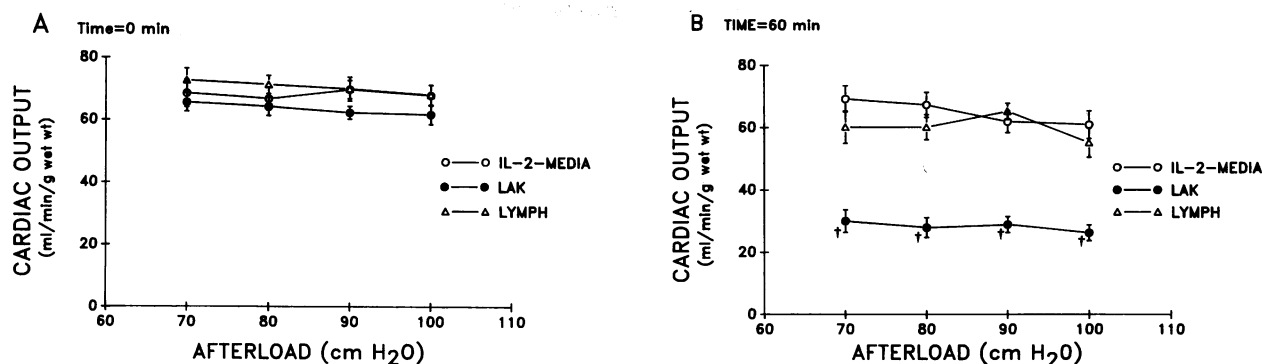 A Time=0 min
CARDIAC OUTPUT
(ml/min/g wet wt)
80
60
40
20
0
60 70 80 90 100 110
AFTERLOAD (cm H2O)
IL-2-MEDIA
LAK
LYMPH
B TIME=60 min
CARDIAC OUTPUT
(ml/min/g wet wt)
80
60
40
20
0
† † † †
60 70 80 90 100 110
AFTERLOAD (cm H2O)
IL-2-MEDIA
LAK
LYMPH